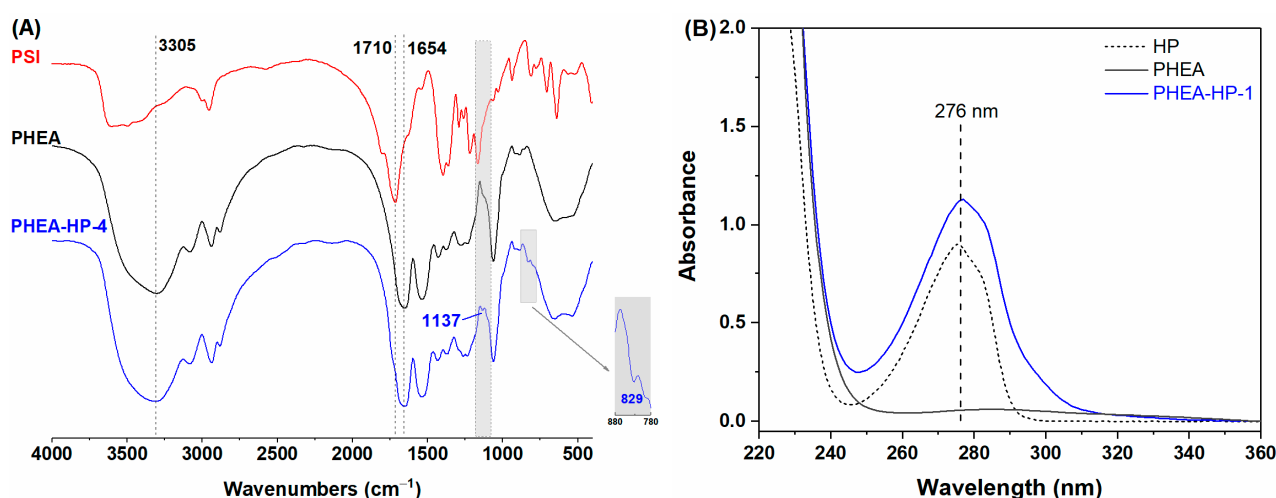 (A)
3305
1710
1654
PSI
PHEA
PHEA-HP-4
1137
829
880
780
4000
3500
3000
2500
2000
1500
1000
500
Wavenumbers (cm⁻¹)
(B)
2.0
1.5
1.0
0.5
0.0
Absorbance
HP
PHEA
PHEA-HP-1
276 nm
220
240
260
280
300
320
340
360
Wavelength (nm)